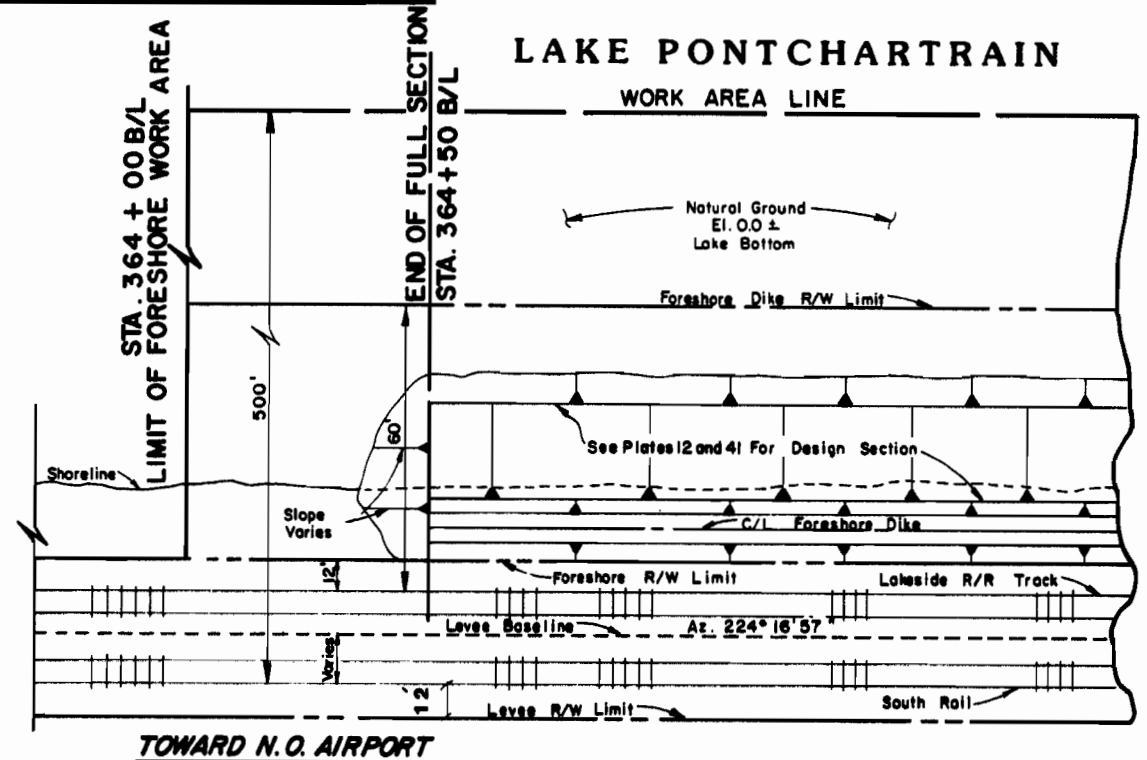 LAKE PONTCHARTRAIN
WORK AREA LINE
STA. 364 + 00 B/L
LIMIT OF FORESHORE WORK AREA
END OF FULL SECTION
STA. 364+50 B/L
Natural Ground
El. 0.0 ±
Lake Bottom
Foreshore Dike R/W Limit
500'
60'
See Plates 12 and 41 For Design Section
Shoreline
Slope
Varies
C/L Foreshore Dike
12'
Foreshore R/W Limit
Lakeside R/R Track
Levee Baseline
Az. 224° 16' 57"
Varies
12'
South Rail
Levee R/W Limit
TOWARD N.O. AIRPORT